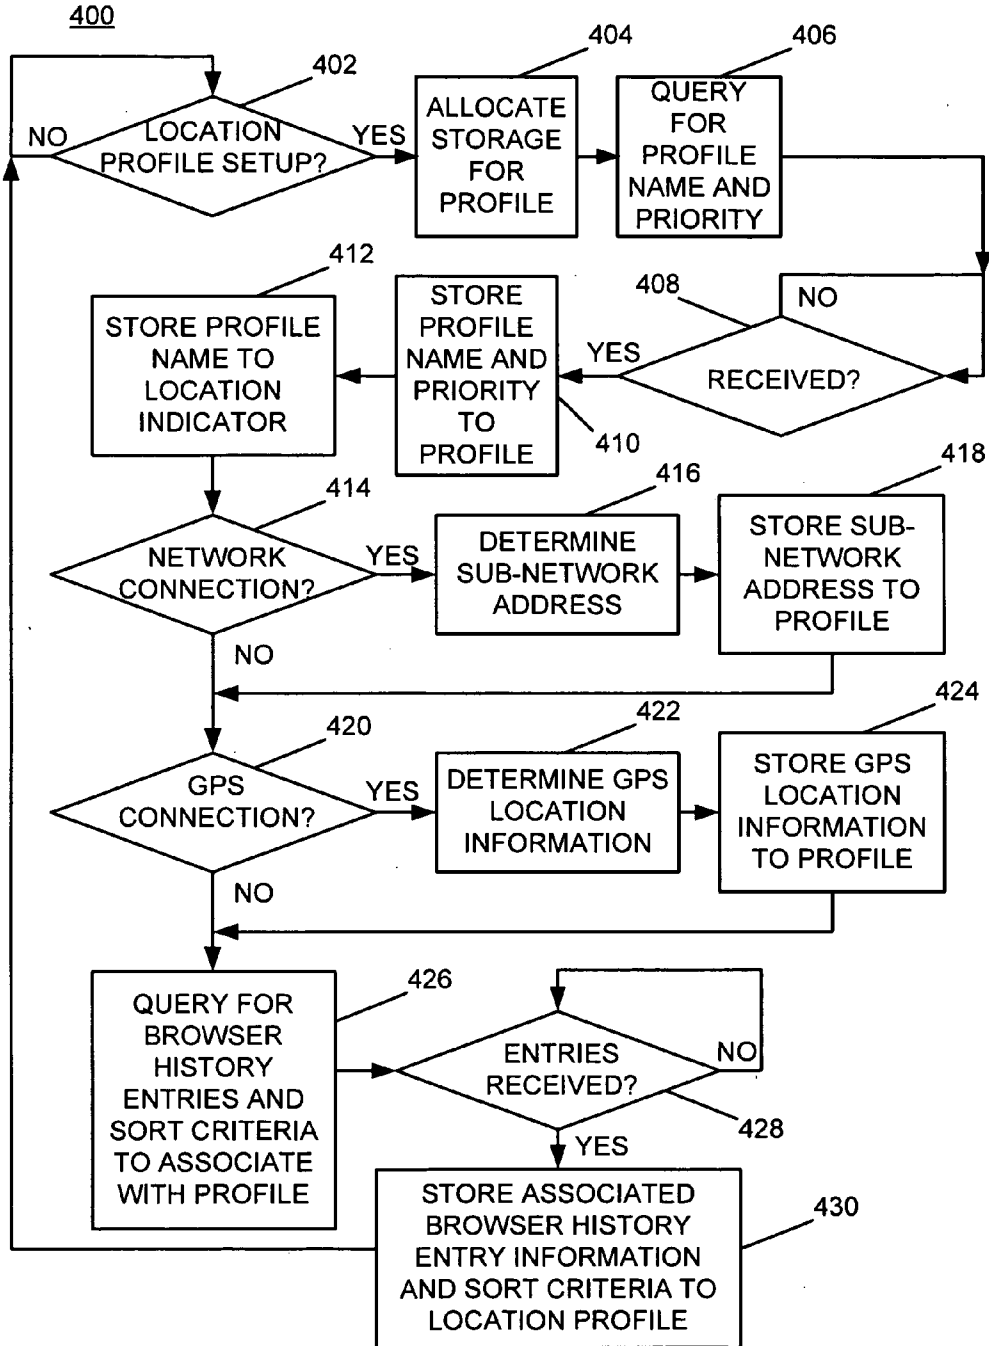 400
402
LOCATION
PROFILE SETUP?
NO
YES
404
ALLOCATE
STORAGE
FOR
PROFILE
406
QUERY
FOR
PROFILE
NAME AND
PRIORITY
408
NO
RECEIVED?
YES
STORE
PROFILE
NAME AND
PRIORITY
TO
PROFILE
410
412
STORE PROFILE
NAME TO
LOCATION
INDICATOR
414
NETWORK
CONNECTION?
YES
NO
416
DETERMINE
SUB-NETWORK
ADDRESS
418
STORE SUB-
NETWORK
ADDRESS TO
PROFILE
420
GPS
CONNECTION?
YES
NO
422
DETERMINE GPS
LOCATION
INFORMATION
424
STORE GPS
LOCATION
INFORMATION
TO PROFILE
426
QUERY FOR
BROWSER
HISTORY
ENTRIES AND
SORT CRITERIA
TO ASSOCIATE
WITH PROFILE
ENTRIES
RECEIVED?
NO
428
YES
STORE ASSOCIATED
BROWSER HISTORY
ENTRY INFORMATION
AND SORT CRITERIA TO
LOCATION PROFILE
430